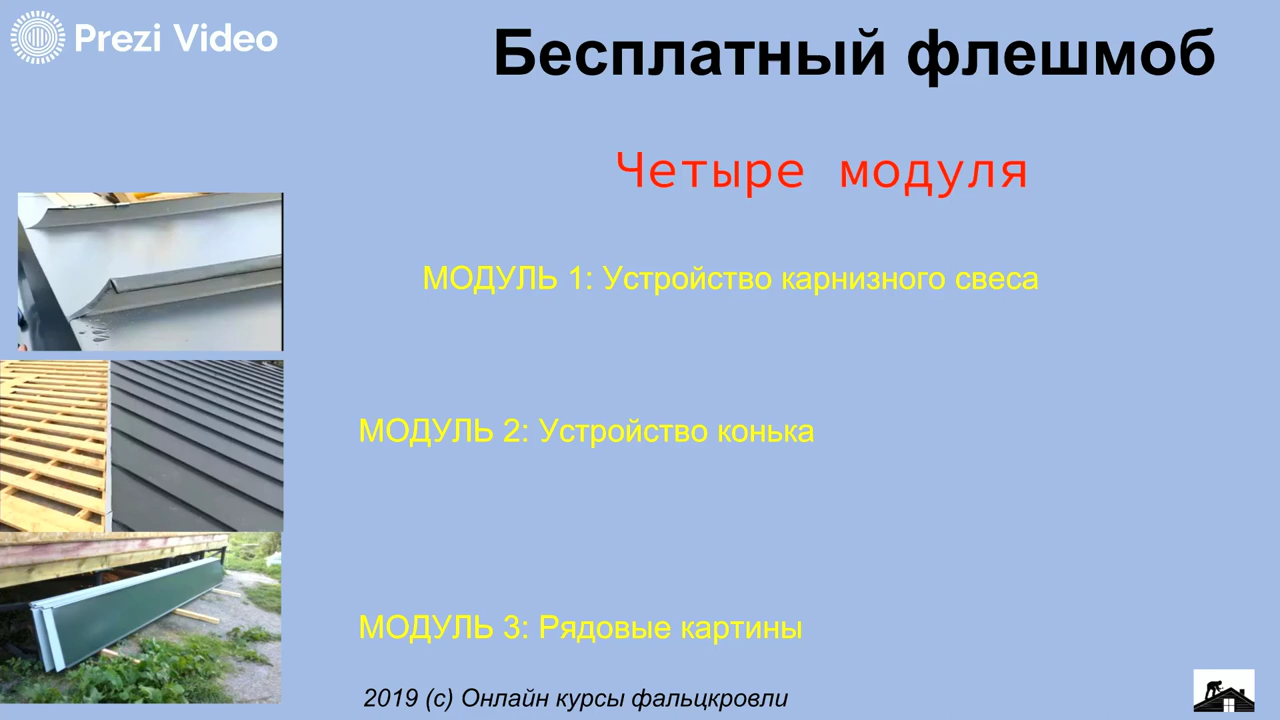 Prezi Video
Бесплатный флешмоб
Четыре модуля
МОДУЛЬ 1: Устройство карнизного свеса
МОДУЛЬ 2: Устройство конька
МОДУЛЬ 3: Рядовые картины
2019 (с) Онлайн курсы фальцкровли